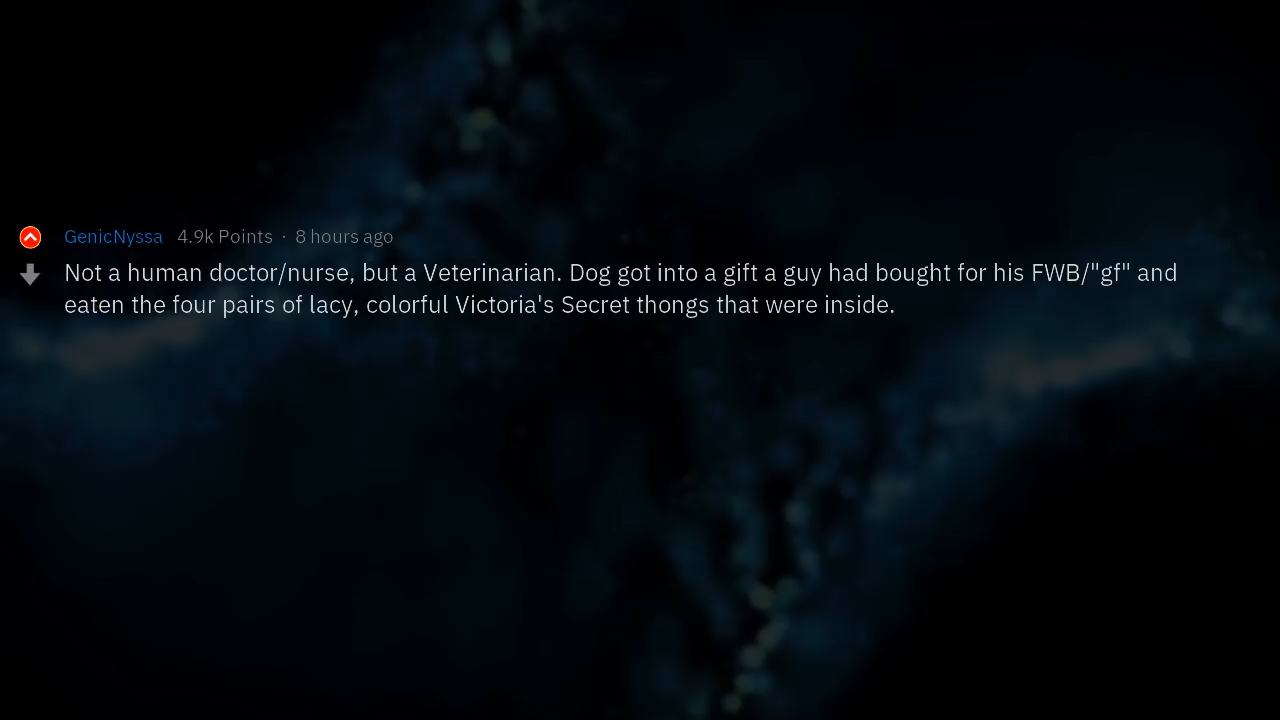 GenicNyssa 4.9k Points · 8 hours ago
Not a human doctor/nurse, but a Veterinarian. Dog got into a gift a guy had bought for his FWB/"gf" and
eaten the four pairs of lacy, colorful Victoria's Secret thongs that were inside.